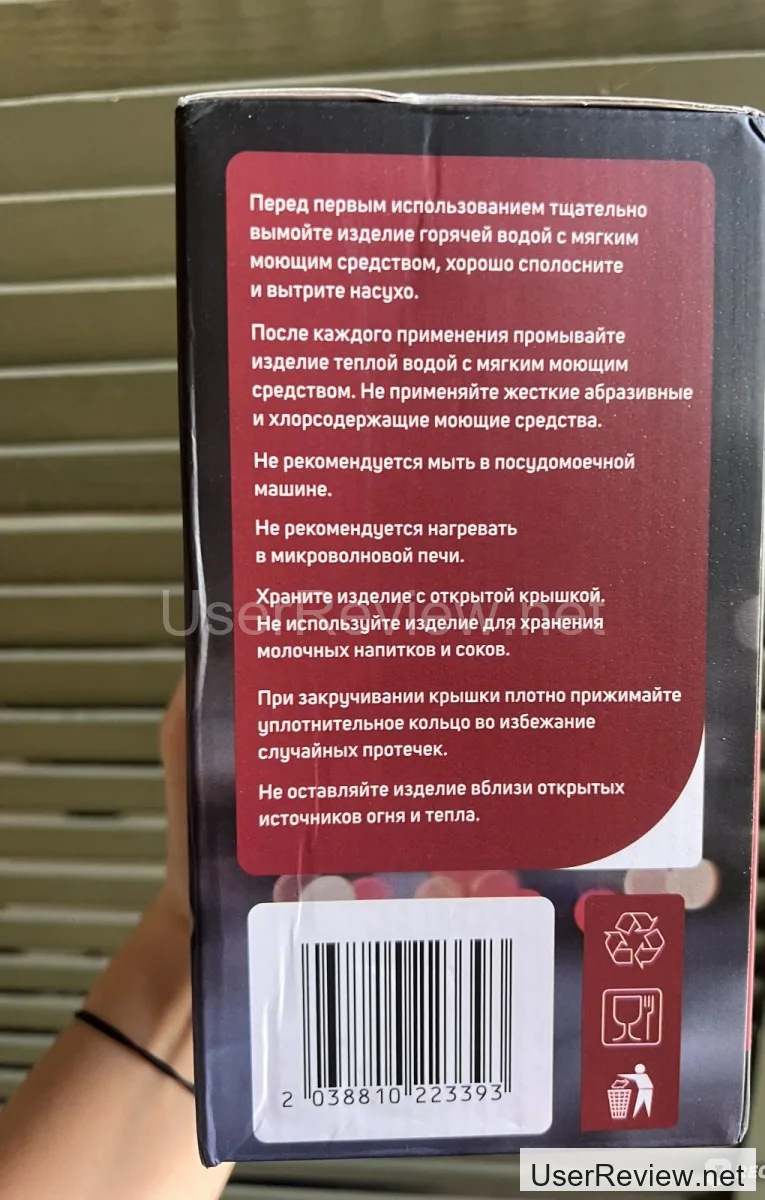 Перед первым использованием тщательно
вымойте изделие горячей водой с мягким
моющим средством, хорошо сполосните
и вытрите насухо.
После каждого применения промывайте
изделие теплой водой с мягким моющим
средством. Не применяйте жесткие абразивные
и хлорсодержащие моющие средства.
Не рекомендуется мыть в посудомоечной
машине.
Не рекомендуется нагревать
в микроволновой печи.
Храните изделие с открытой крышкой.
UserReview.net
Не используйте изделие для хранения
молочных напитков и соков.
При закручивании крышки плотно прижимайте
уплотнительное кольцо во избежание
случайных протечек.
Не оставляйте изделие вблизи открытых
источников огня и тепла.
2 038810 223393
UserReview.net